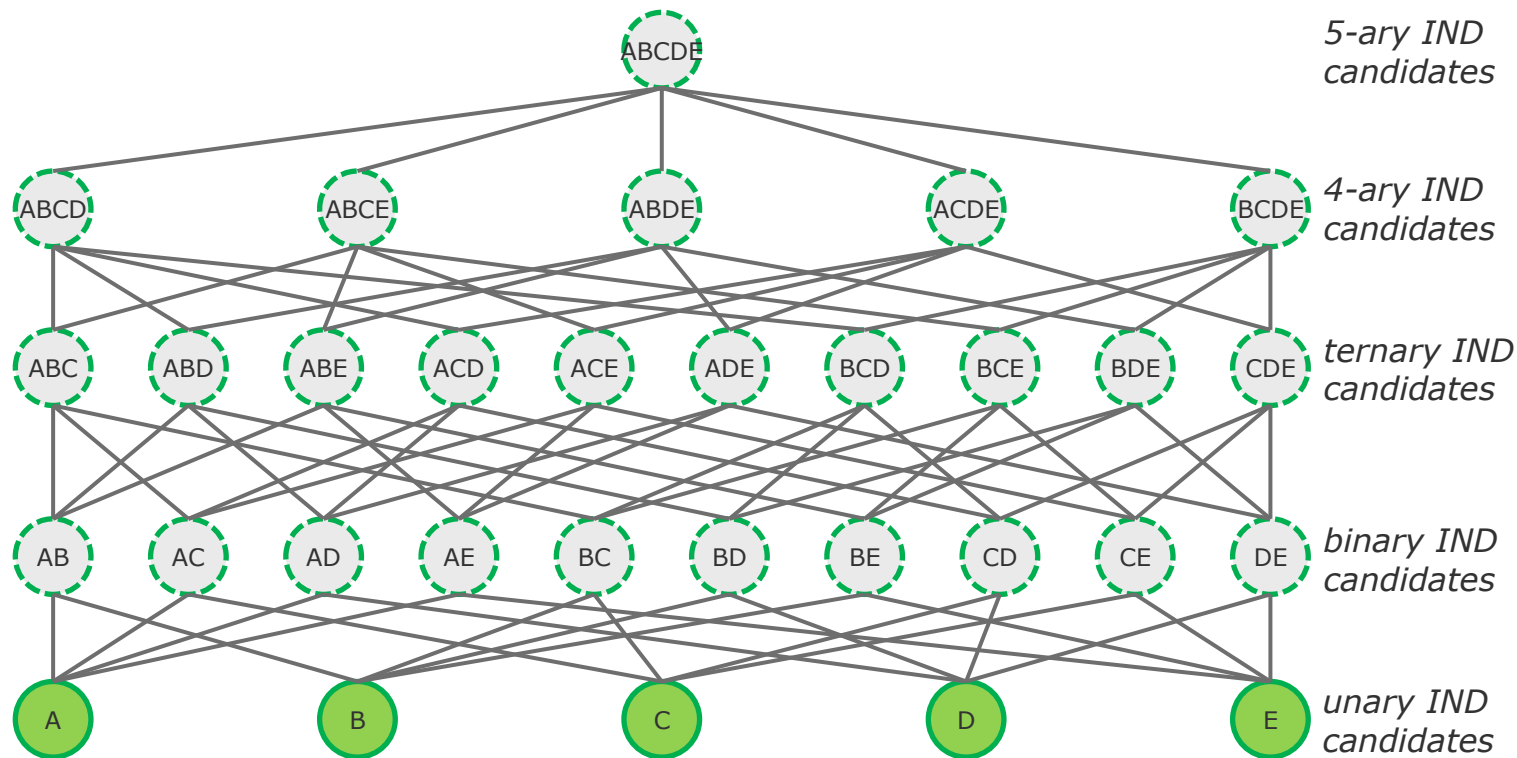 ABCDE
5-ary IND
candidates
ABCD
ABCE
ABDE
ACDE
BCDE
4-ary IND
candidates
ABC
ABD
ABE
ACD
ACE
ADE
BCD
BCE
BDE
CDE
ternary IND
candidates
AB
AC
AD
AE
BC
BD
BE
CD
CE
DE
binary IND
candidates
A
B
C
D
E
unary IND
candidates